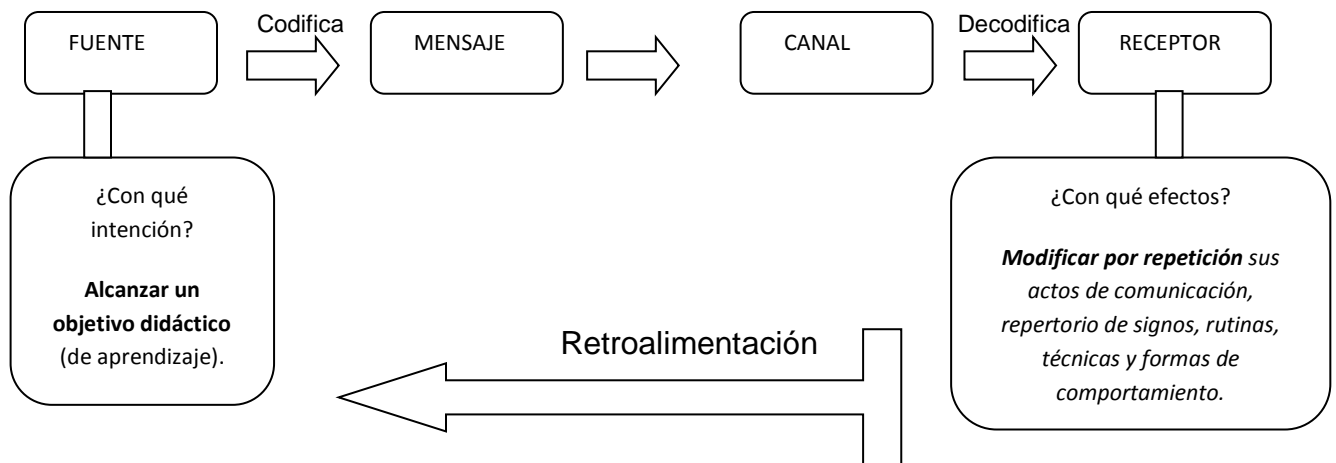 Codifica
Decodifica
FUENTE
MENSAJE
CANAL
RECEPTOR
¿Con qué
intención?
Alcanzar un
objetivo didáctico
(de aprendizaje).
¿Con qué efectos?
Modificar por repetición sus
actos de comunicación,
repertorio de signos, rutinas,
técnicas y formas de
comportamiento.
Retroalimentación